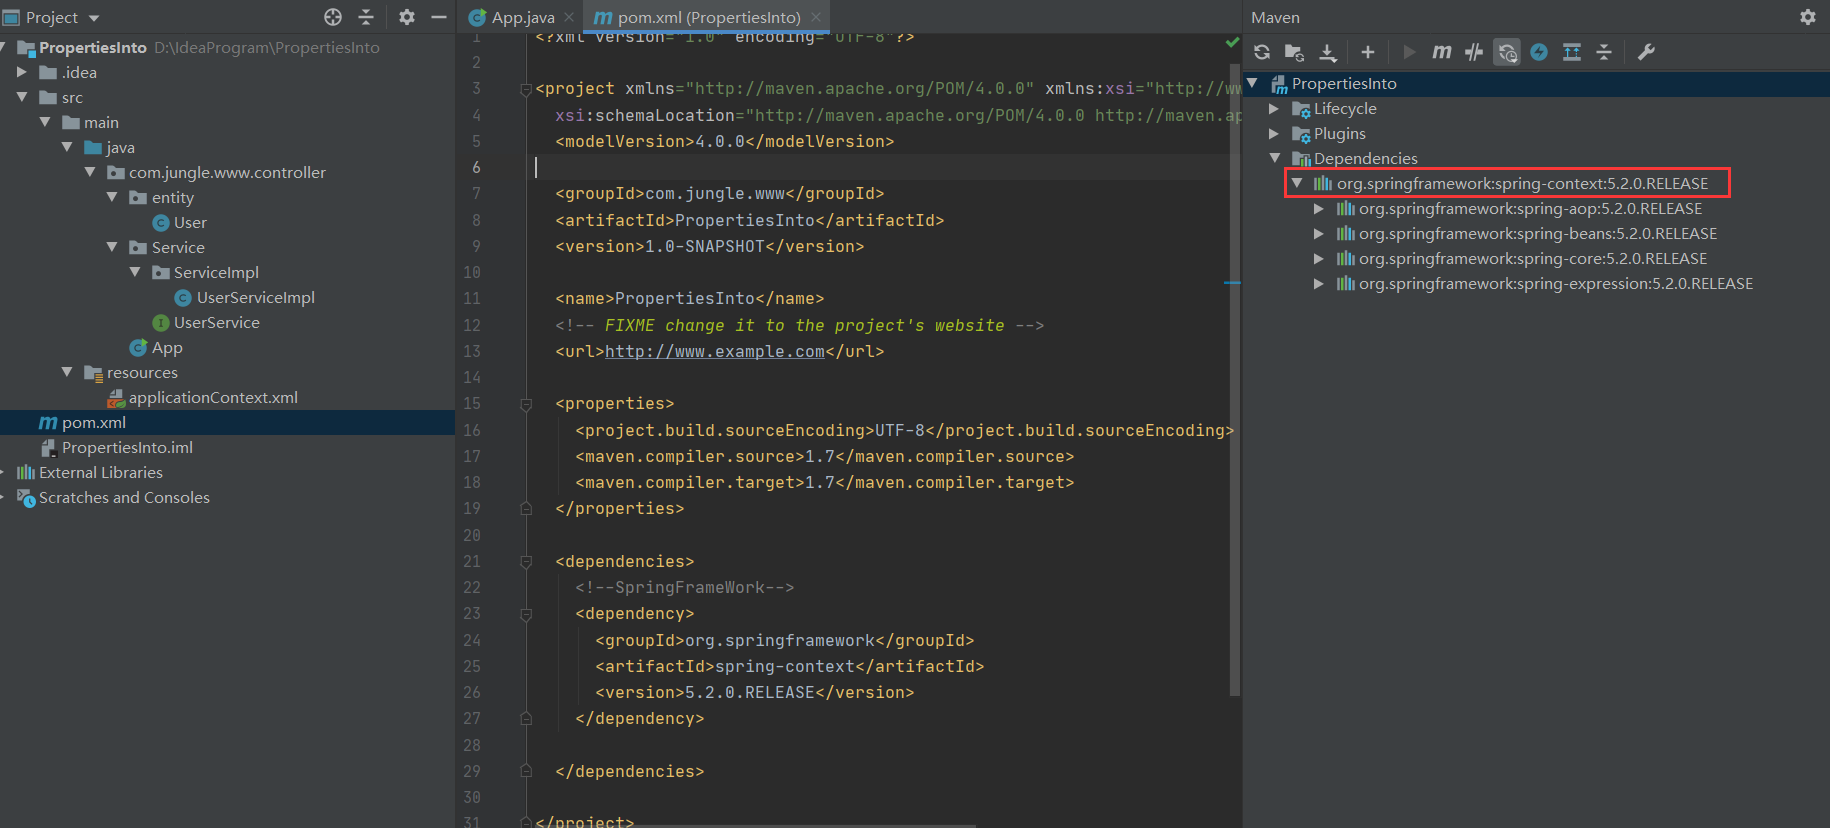 Project
PropertiesInto D:\IdeaProgram\PropertiesInto
.idea
src
main
java
com.jungle.www.controller
entity
User
Service
ServiceImpl
UserServiceImpl
UserService
App
resources
applicationContext.xml
pom.xml
PropertiesInto.iml
External Libraries
Scratches and Consoles
App.java
pom.xml (PropertiesInto)
1 <?xml version="1.0" encoding="UTF-8"?>
2
3 <project xmlns="http://maven.apache.org/POM/4.0.0" xmlns:xsi="http://ww
4 xsi:schemaLocation="http://maven.apache.org/POM/4.0.0 http://maven.ap
5 <modelVersion>4.0.0</modelVersion>
6
7 <groupId>com.jungle.www</groupId>
8 <artifactId>PropertiesInto</artifactId>
9 <version>1.0-SNAPSHOT</version>
10
11 <name>PropertiesInto</name>
12 <!-- FIXME change it to the project's website -->
13 <url>http://www.example.com</url>
14
15 <properties>
16 <project.build.sourceEncoding>UTF-8</project.build.sourceEncoding>
17 <maven.compiler.source>1.7</maven.compiler.source>
18 <maven.compiler.target>1.7</maven.compiler.target>
19 </properties>
20
21 <dependencies>
22 <!--SpringFrameWork-->
23 <dependency>
24 <groupId>org.springframework</groupId>
25 <artifactId>spring-context</artifactId>
26 <version>5.2.0.RELEASE</version>
27 </dependency>
28
29 </dependencies>
30
31 </project>
Maven
PropertiesInto
Lifecycle
Plugins
Dependencies
org.springframework:spring-context:5.2.0.RELEASE
org.springframework:spring-aop:5.2.0.RELEASE
org.springframework:spring-beans:5.2.0.RELEASE
org.springframework:spring-core:5.2.0.RELEASE
org.springframework:spring-expression:5.2.0.RELEASE